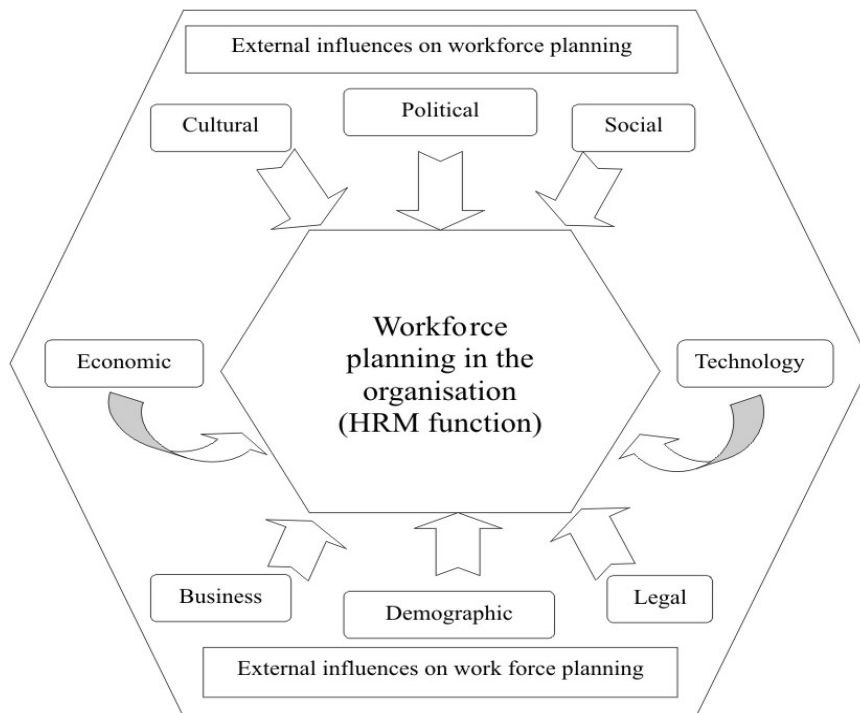 External influences on workforce planning
Cultural
Political
Social
Economic
Workforce
planning in the
organisation
(HRM function)
Technology
Business
Demographic
Legal
External influences on work force planning